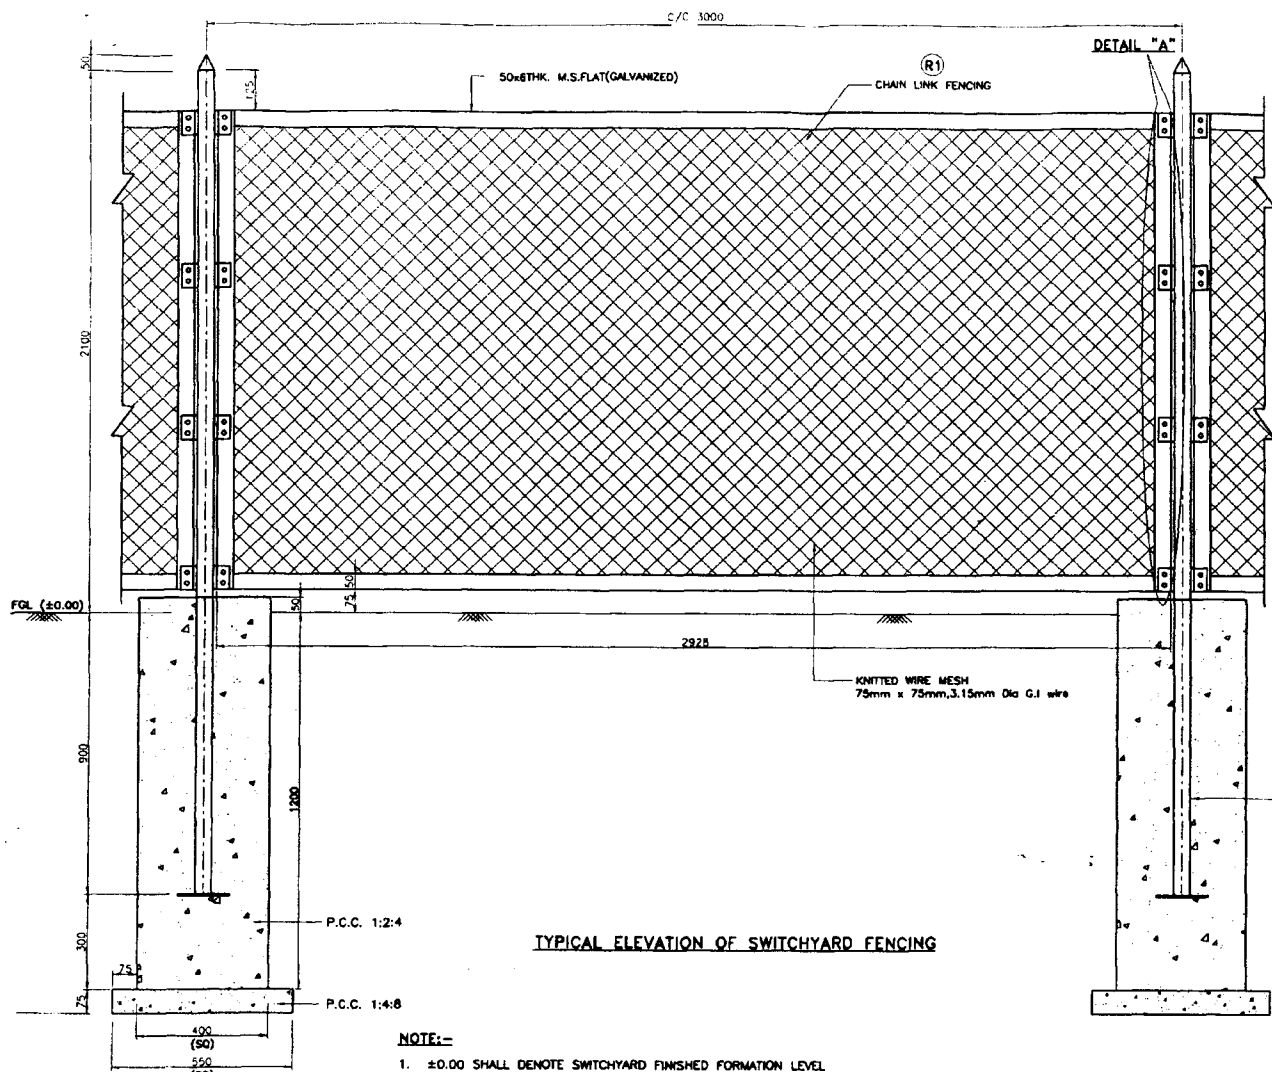 C/C 3000
DETAIL "A"
50
125
50x6THK. M.S.FLAT(GALVANIZED)
R1
CHAIN LINK FENCING
2100
50
75
50
FGL (±0.00)
2925
KNITTED WIRE MESH
75mm x 75mm,3.15mm Dia G.I wire
900
1200
P.C.C. 1:2:4
300
TYPICAL ELEVATION OF SWITCHYARD FENCING
75
75
P.C.C. 1:4:8
400
(SQ)
550
NOTE:-
1. ±0.00 SHALL DENOTE SWITCHYARD FINISHED FORMATION LEVEL